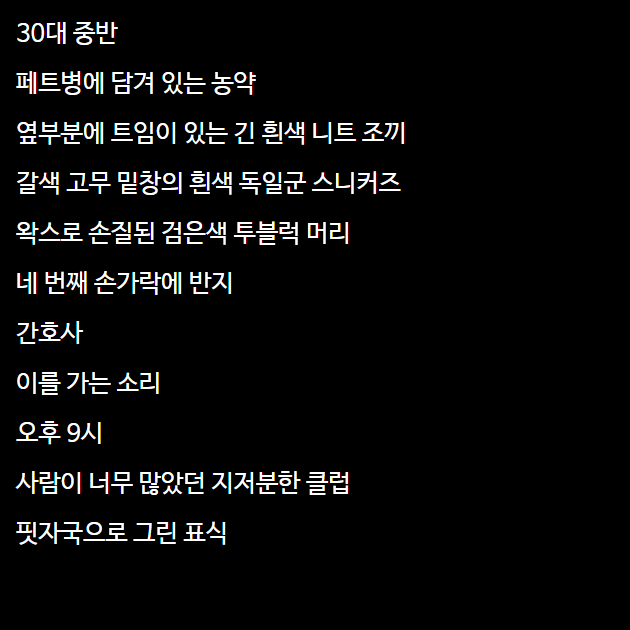 30대 중반
페트병에 담겨 있는 농약
옆부분에 트임이 있는 긴 흰색 니트 조끼
갈색 고무 밑창의 흰색 독일군 스니커즈
왁스로 손질된 검은색 투블럭 머리
네 번째 손가락에 반지
간호사
이를 가는 소리
오후 9시
사람이 너무 많았던 지저분한 클럽
핏자국으로 그린 표식